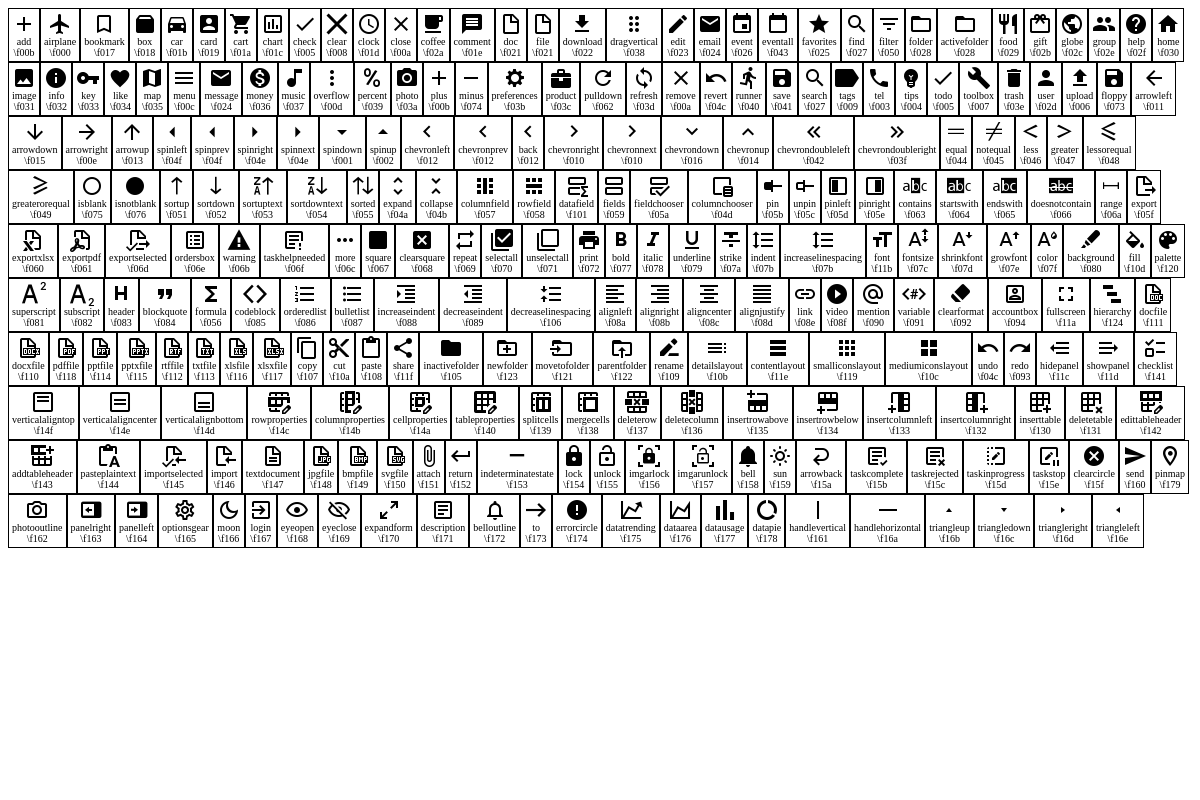 add airplane bookmark box car card cart chart check clear clock close coffee comment doc file download dragvertical edit email event eventall favorites find filter folder activefolder food gift globe group help home
\f00b \f000 \f017 \f018 \f01b \f019 \f01a \f01c \f005 \f008 \f01d \f00a \f02a \f01e \f021 \f021 \f022 \f038 \f023 \f024 \f026 \f043 \f025 \f027 \f050 \f028 \f028 \f029 \f02b \f02c \f02e \f02f \f030
image info key like map menu message money music overflow percent photo plus minus preferences product pulldown refresh remove revert runner save search tags tel tips todo toolbox trash user upload floppy arrowleft
\f031 \f032 \f033 \f034 \f035 \f00c \f024 \f036 \f037 \f00d \f039 \f03a \f00b \f074 \f03b \f03c \f062 \f03d \f00a \f04c \f040 \f041 \f027 \f009 \f003 \f004 \f005 \f007 \f03e \f02d \f006 \f073 \f011
arrowdown arrowright arrowup spinleft spinprev spinright spinnext spindown spinup chevronleft chevronprev back chevronright chevronnext chevrondown chevronup chevrondoubleleft chevrondoubleright equal notequal less greater lessorequal
\f015 \f00e \f013 \f04f \f04f \f04e \f04e \f001 \f002 \f012 \f012 \f012 \f010 \f010 \f016 \f014 \f042 \f03f \f044 \f045 \f046 \f047 \f048
greaterorequal isblank isnotblank sortup sortdown sortuptext sortdowntext sorted expand collapse columnfield rowfield datafield fields fieldchooser columnchooser pin unpin pinleft pinright contains startswith endswith doesnotcontain range export
\f049 \f075 \f076 \f051 \f052 \f053 \f054 \f055 \f04a \f04b \f057 \f058 \f101 \f059 \f05a \f04d \f05b \f05c \f05d \f05e \f063 \f064 \f065 \f066 \f06a \f05f
exportxlsx exportpdf exportselected ordersbox warning taskhelpneeded more square clearsquare repeat selectall unselectall print bold italic underline strike indent increaselinespacing font fontsize shrinkfont growfont color background fill palette
\f060 \f061 \f06d \f06e \f06b \f06f \f06c \f067 \f068 \f069 \f070 \f071 \f072 \f077 \f078 \f079 \f07a \f07b \f07b \f11b \f07c \f07d \f07e \f07f \f080 \f10d \f120
superscript subscript header blockquote formula codeblock orderedlist bulletlist increaseindent decreaseindent decreaselinespacing alignleft alignright aligncenter alignjustify link video mention variable clearformat accountbox fullscreen hierarchy docfile
\f081 \f082 \f083 \f084 \f056 \f085 \f086 \f087 \f088 \f089 \f106 \f08a \f08b \f08c \f08d \f08e \f08f \f090 \f091 \f092 \f094 \f11a \f124 \f111
docxfile pdffile pptfile pptxfile rtffile txtfile xlsfile xlsxfile copy cut paste share inactivefolder newfolder movetofolder parentfolder rename detailslayout contentlayout smalliconslayout mediumiconslayout undo redo hidepanel showpanel checklist
\f110 \f118 \f114 \f115 \f112 \f113 \f116 \f117 \f107 \f10a \f108 \f11f \f105 \f123 \f121 \f122 \f109 \f10b \f11e \f119 \f10c \f04c \f093 \f11c \f11d \f141
verticalaligntop verticalaligncenter verticalalignbottom rowproperties columnproperties cellproperties tableproperties splitcells mergecells deleterow deletecolumn insertrowabove insertrowbelow insertcolumnleft insertcolumnright inserttable deletetable edittableheader
\f14f \f14e \f14d \f14c \f14b \f14a \f140 \f139 \f138 \f137 \f136 \f135 \f134 \f133 \f132 \f130 \f131 \f142
addtableheader pasteplaintext importselected import textdocument jpgfile bmpfile svgfile attach return indeterminatestate lock unlock imgarlock imgarunlock bell sun arrowback taskcomplete taskrejected taskinprogress taskstop clearcircle send pinmap
\f143 \f144 \f145 \f146 \f147 \f148 \f149 \f150 \f151 \f152 \f153 \f154 \f155 \f156 \f157 \f158 \f159 \f15a \f15b \f15c \f15d \f15e \f15f \f160 \f179
photooutline panelright panelleft optionsgear moon login eyeopen eyeclose expandform description belloutline to errorcircle datatrending dataarea datausage datapie handlevertical handlehorizontal triangleup triangledown triangleright triangleleft
\f162 \f163 \f164 \f165 \f166 \f167 \f168 \f169 \f170 \f171 \f172 \f173 \f174 \f175 \f176 \f177 \f178 \f161 \f16a \f16b \f16c \f16d \f16e